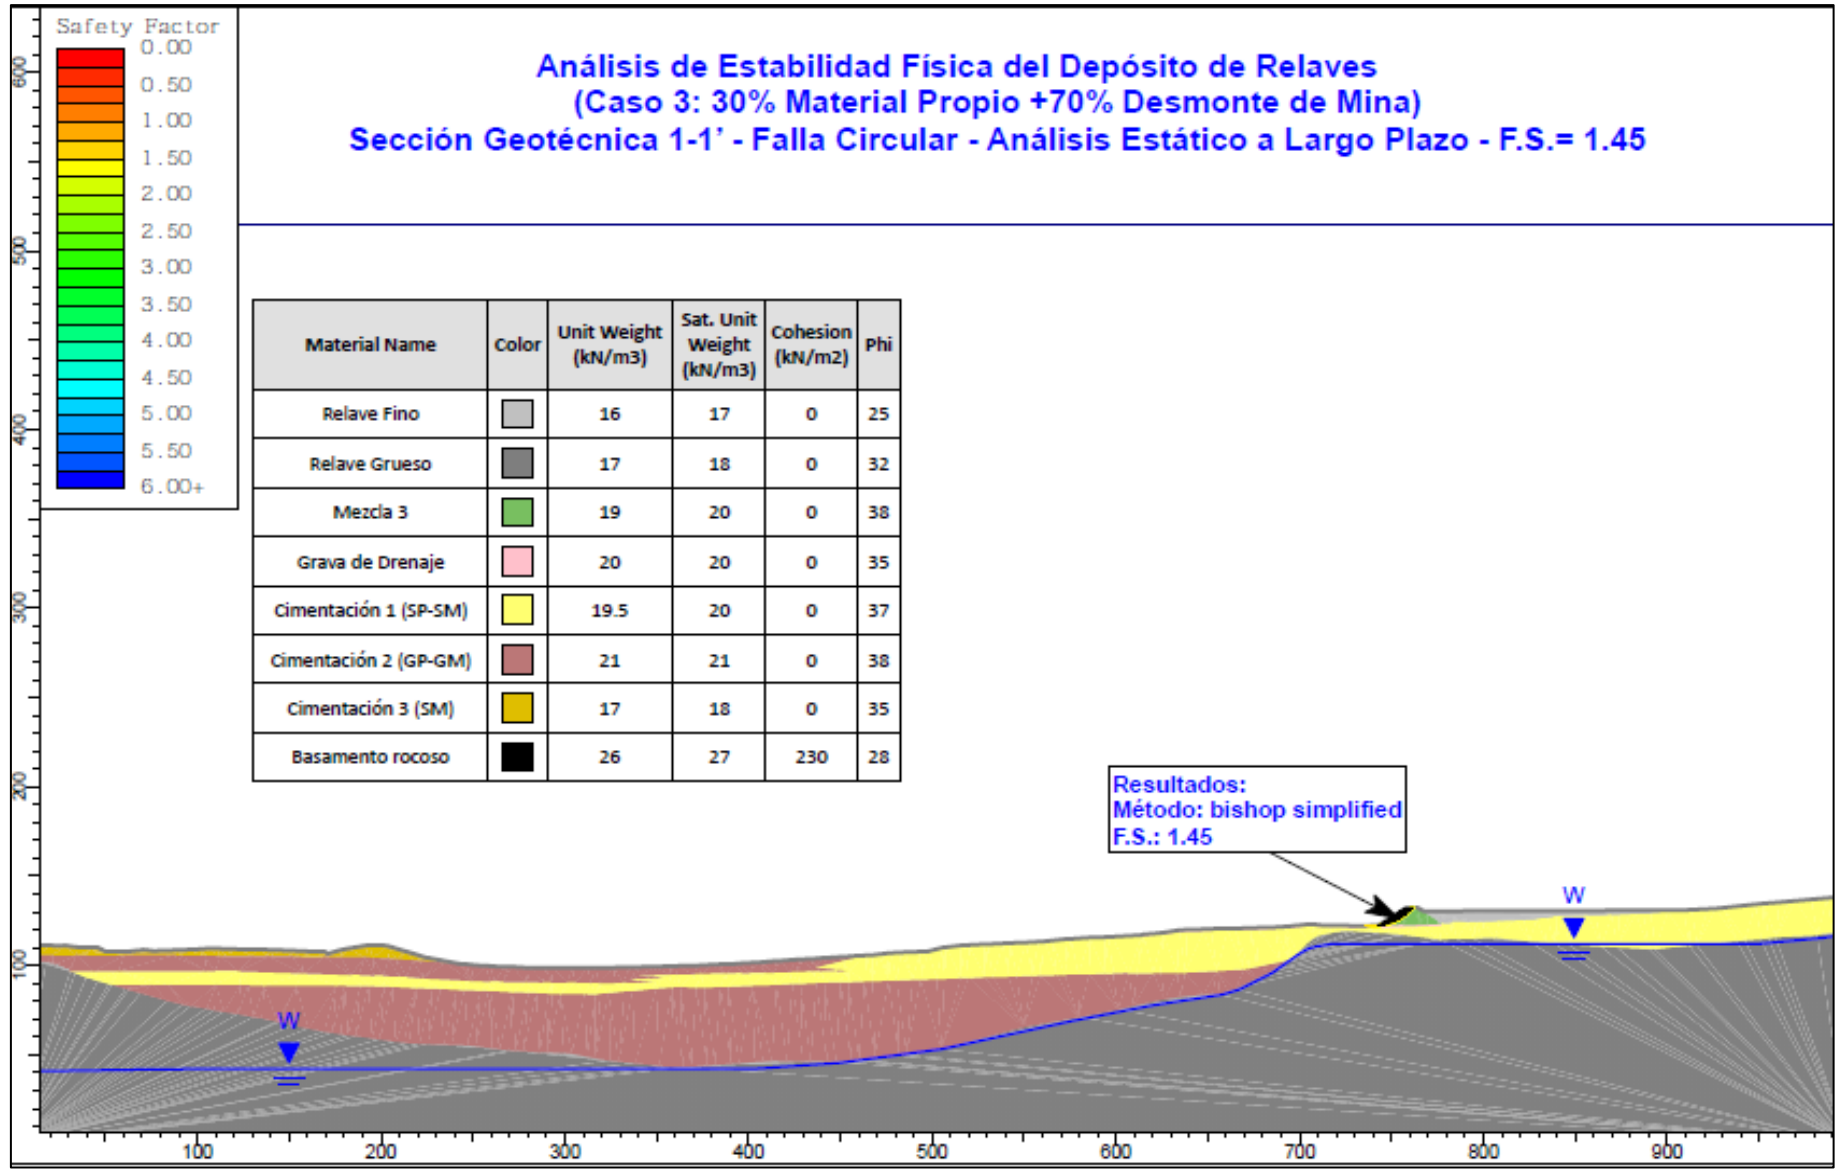 Safety Factor
0.00
0.50
1.00
1.50
2.00
2.50
3.00
3.50
4.00
4.50
5.00
5.50
6.00+
Análisis de Estabilidad Física del Depósito de Relaves
(Caso 3: 30% Material Propio +70% Desmonte de Mina)
Sección Geotécnica 1-1’ - Falla Circular - Análisis Estático a Largo Plazo - F.S.= 1.45
Material Name Color Unit Weight (kN/m3) Sat. Unit Weight (kN/m3) Cohesion (kN/m2) Phi
Relave Fino 16 17 0 25
Relave Grueso 17 18 0 32
Mezcla 3 19 20 0 38
Grava de Drenaje 20 20 0 35
Cimentación 1 (SP-SM) 19.5 20 0 37
Cimentación 2 (GP-GM) 21 21 0 38
Cimentación 3 (SM) 17 18 0 35
Basamento rocoso 26 27 230 28
Resultados:
Método: bishop simplified
F.S.: 1.45
W
W
600
500
400
300
200
100
100 200 300 400 500 600 700 800 900